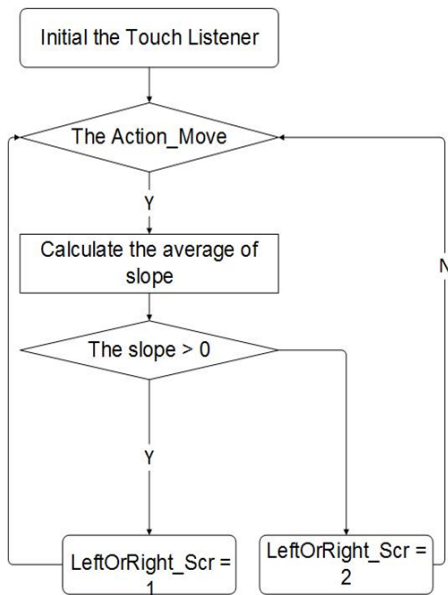 Initial the Touch Listener
The Action_Move
Y
Calculate the average of
slope
N
The slope > 0
Y
LeftOrRight_Scr =
1
LeftOrRight_Scr =
2